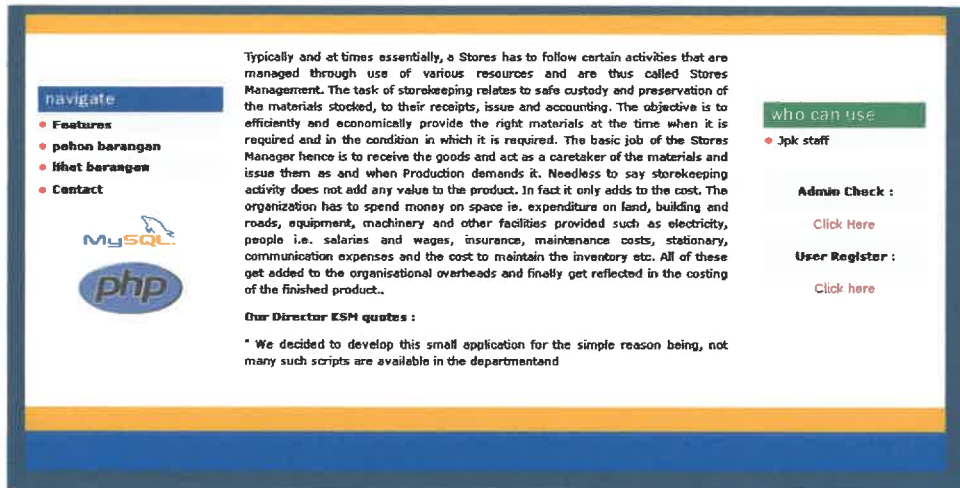 navigate
Features
pohon barangan
lihat barangan
Contact
MySQL
php
Typically and at times essentially, a Stores has to follow certain activities that are
managed through use of various resources and are thus called Stores
Management. The task of storekeeping relates to safe custody and preservation of
the materials stocked, to their receipts, issue and accounting. The objective is to
efficiently and economically provide the right materials at the time when it is
required and in the condition in which it is required. The basic job of the Stores
Manager hence is to receive the goods and act as a caretaker of the materials and
issue them as and when Production demands it. Needless to say storekeeping
activity does not add any value to the product. In fact it only adds to the cost. The
organization has to spend money on space ie. expenditure on land, building and
roads, equipment, machinery and other facilities provided such as electricity,
people i.e. salaries and wages, insurance, maintenance costs, stationary,
communication expenses and the cost to maintain the inventory etc. All of these
get added to the organisational overheads and finally get reflected in the costing
of the finished product..
Our Director KSM quotes :
" We decided to develop this small application for the simple reason being, not
many such scripts are available in the departmentand
who can use
Jpk staff
Admin Check :
Click Here
User Register :
Click here